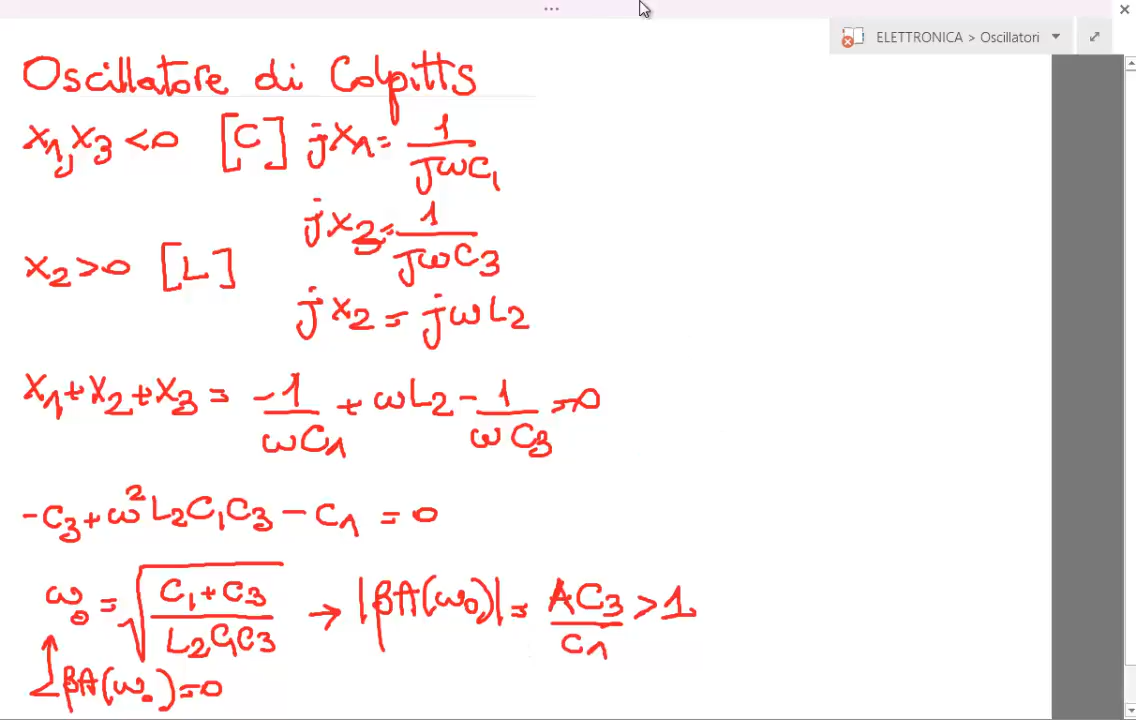 ELETTRONICA > Oscillatori
Oscillatore di Colpitts
X1, X3 < 0 [C] jX1 = 1/(jωC1)
jX3 = 1/(jωC3)
X2 > 0 [L]
jX2 = jωL2
X1 + X2 + X3 = -1/(ωC1) + ωL2 - 1/(ωC3) = 0
-C3 + ω²L2C1C3 - C1 = 0
ω0 = √((C1 + C3)/(L2C1C3)) → |βA(ω0)| = AC3/C1 > 1
∠βA(ω0) = 0